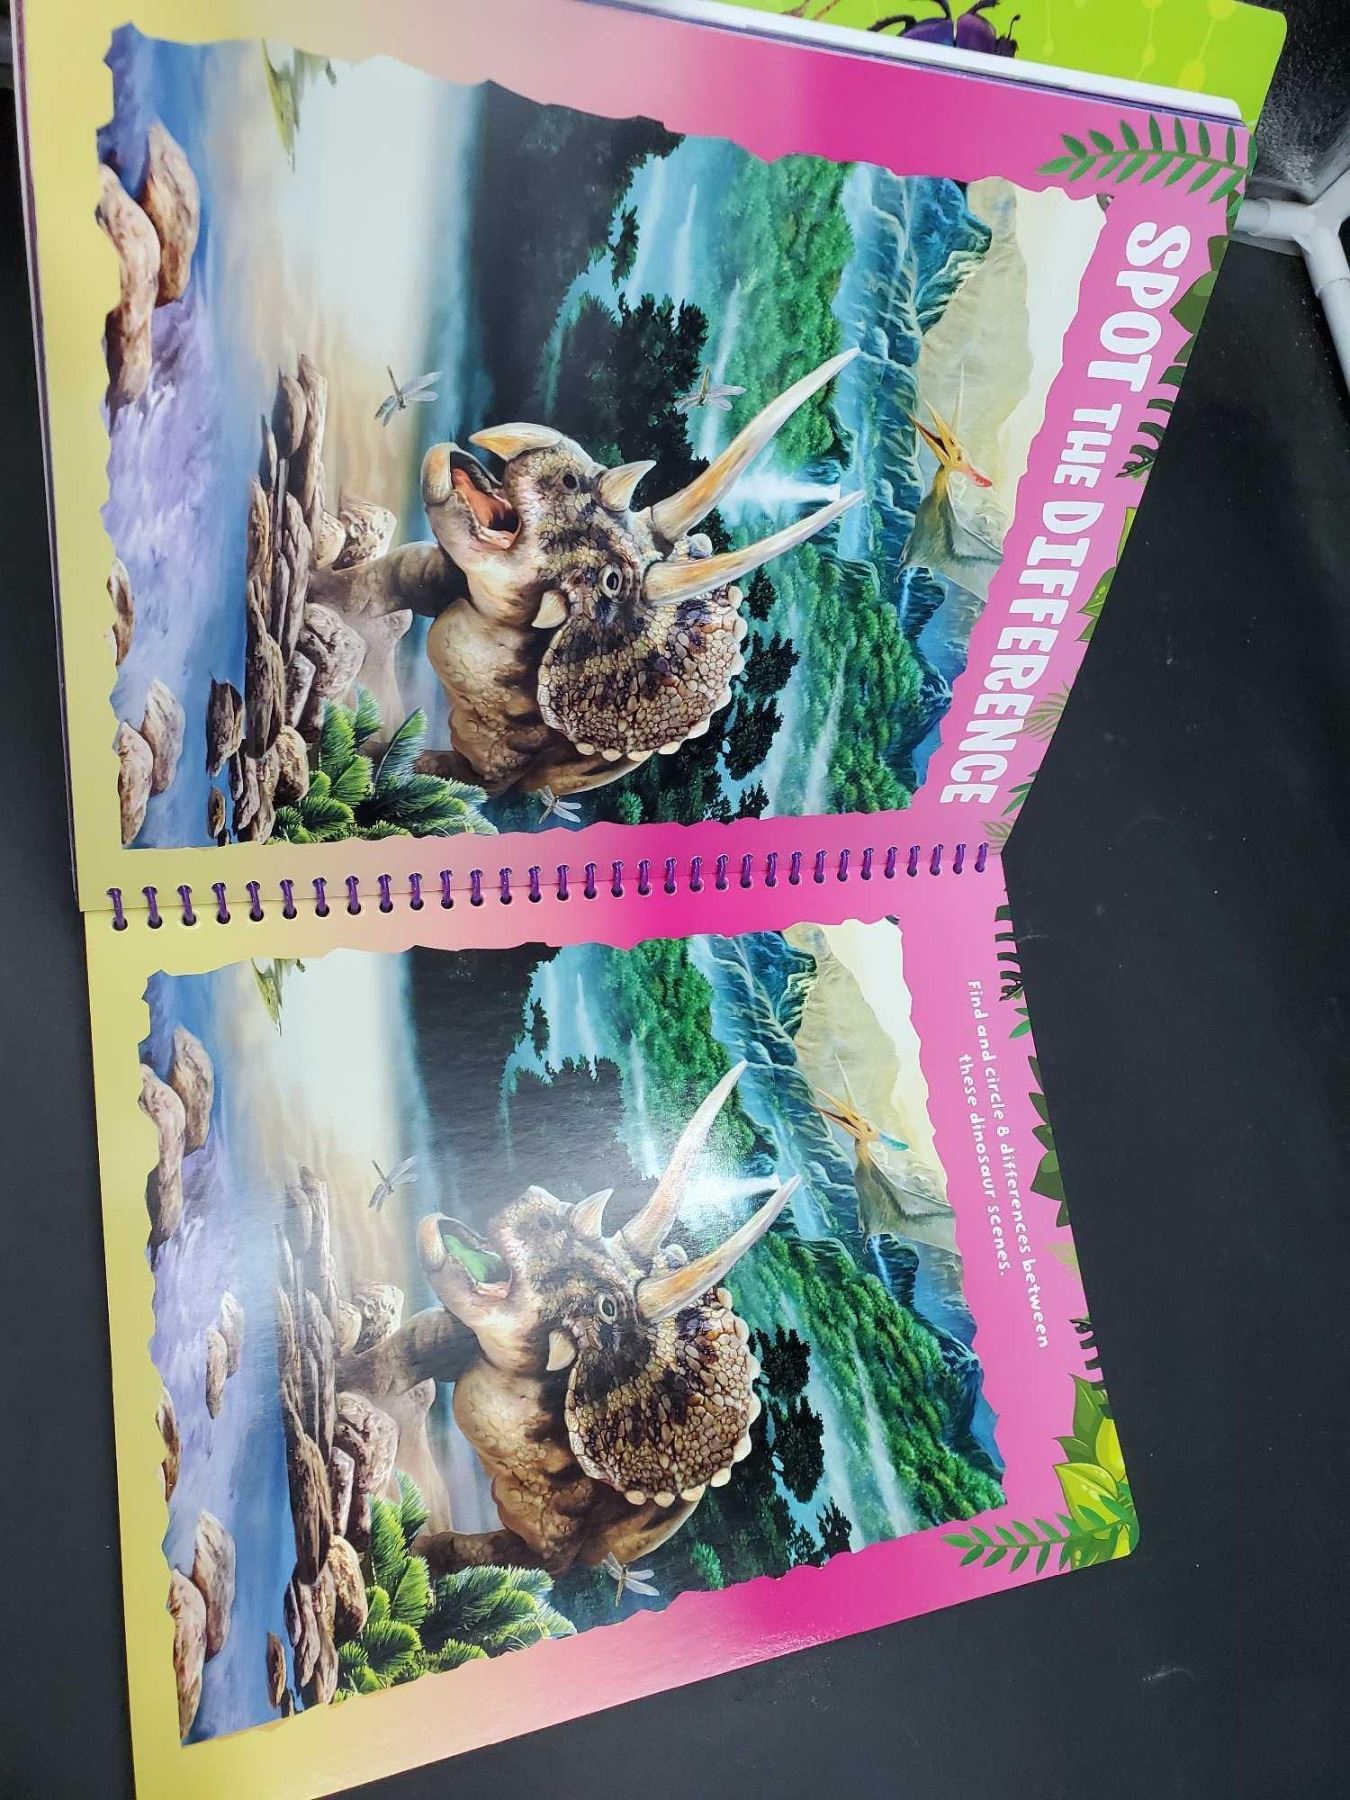 SPOT THE DIFFERENCE
Find and circle 8 differences between
these dinosaur scenes.